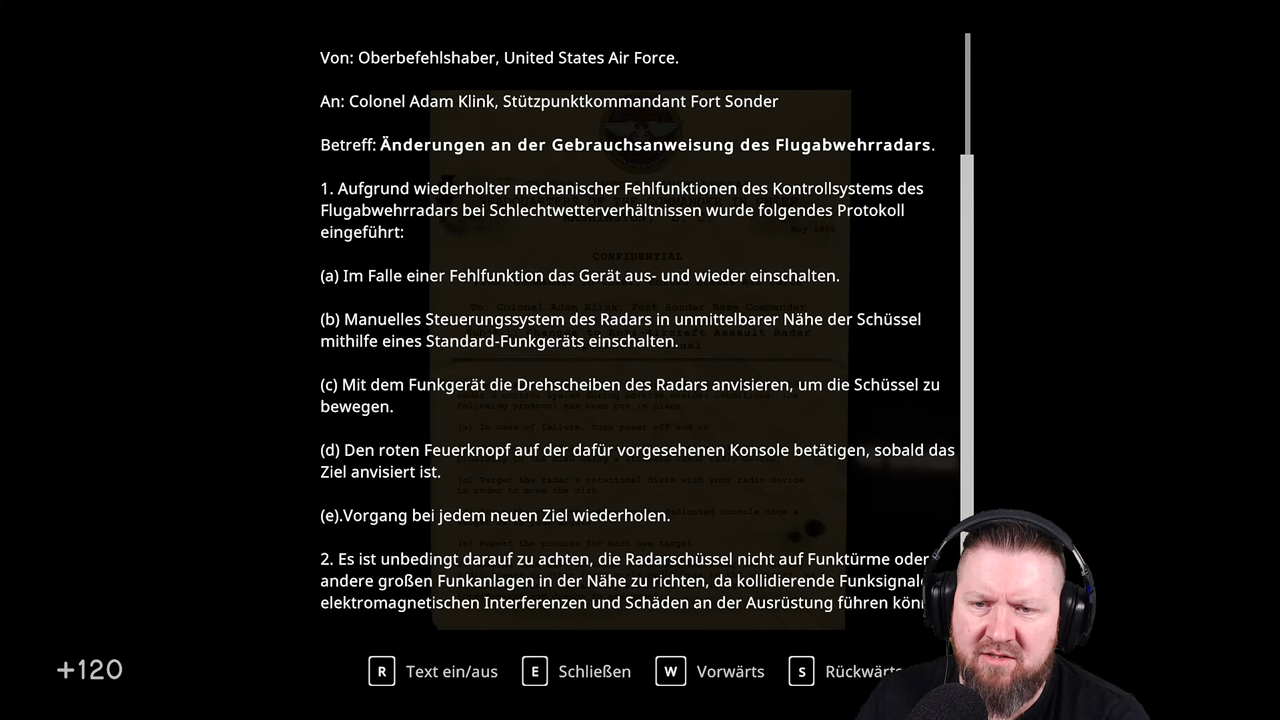 Von: Oberbefehlshaber, United States Air Force.
An: Colonel Adam Klink, Stützpunktkommandant Fort Sonder
Betreff: Änderungen an der Gebrauchsanweisung des Flugabwehrradars.
1. Aufgrund wiederholter mechanischer Fehlfunktionen des Kontrollsystems des
Flugabwehrradars bei Schlechtwetterverhältnissen wurde folgendes Protokoll
eingeführt:
(a) Im Falle einer Fehlfunktion das Gerät aus- und wieder einschalten.
(b) Manuelles Steuerungssystem des Radars in unmittelbarer Nähe der Schüssel
mithilfe eines Standard-Funkgeräts einschalten.
(c) Mit dem Funkgerät die Drehscheiben des Radars anvisieren, um die Schüssel zu
bewegen.
(d) Den roten Feuerknopf auf der dafür vorgesehenen Konsole betätigen, sobald das
Ziel anvisiert ist.
(e).Vorgang bei jedem neuen Ziel wiederholen.
2. Es ist unbedingt darauf zu achten, die Radarschüssel nicht auf Funktürme oder
andere großen Funkanlagen in der Nähe zu richten, da kollidierende Funksignale
elektromagnetischen Interferenzen und Schäden an der Ausrüstung führen
+120
R Text ein/aus E Schließen W Vorwärts S Rückwärts